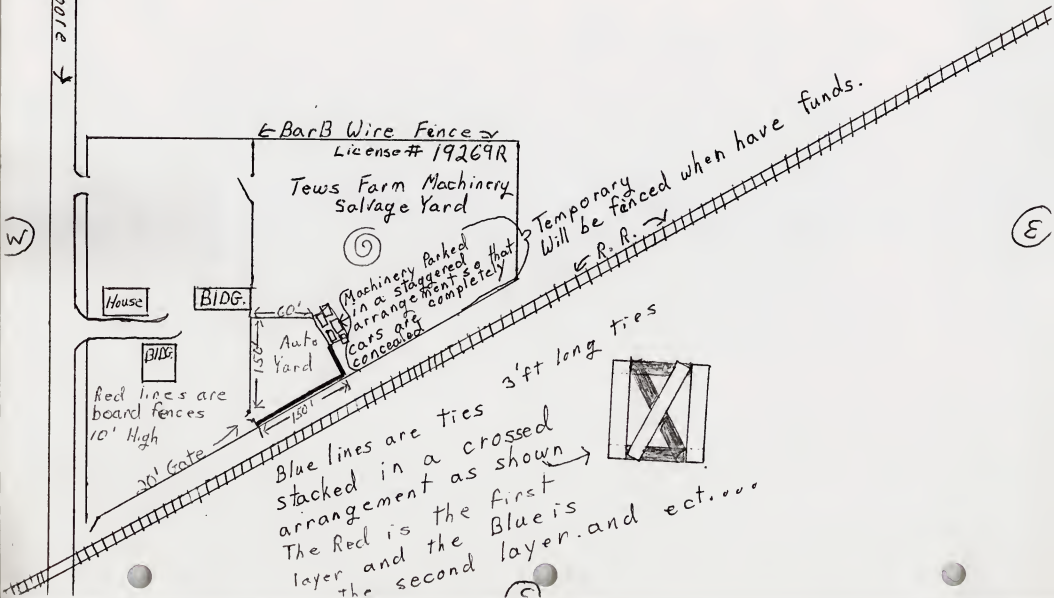 ← BarB Wire Fence →
License# 19269R
Tews Farm Machinery
Salvage Yard
Machinery Parked
in a staggered
arrangement so that
cars are completely
concealed
Temporary
Will be fenced when have funds.
← R. R. →
W
E
House
BIDG.
60'
125'
Auto
Yard
BIDG.
150'
Red lines are
board fences
10' High
20' Gate
3'ft long ties
Blue lines are ties
stacked in a crossed
arrangement as shown
The Red is the first
layer and the Blue is
the second layer. and ect....
S